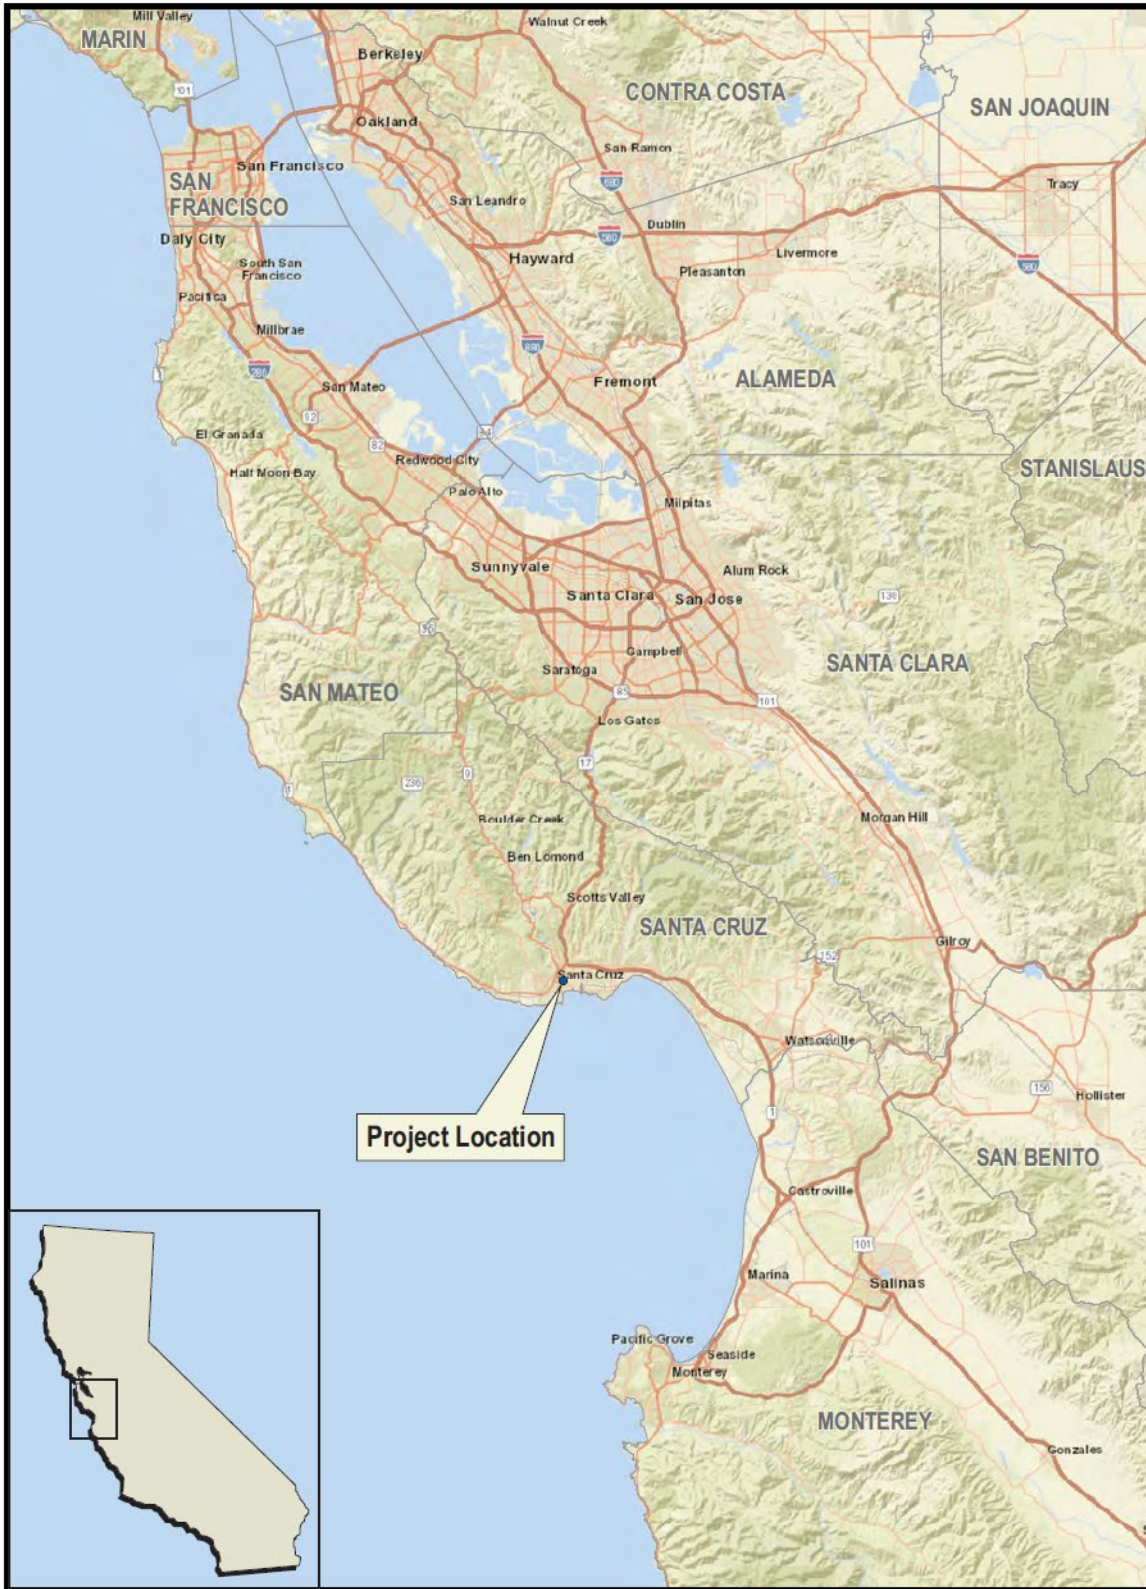 Mill Valley
MARIN
Walnut Creek
4
Berkeley
CONTRA COSTA
SAN JOAQUIN
101
Oakland
San Ramon
San Francisco
680
Tracy
SAN
FRANCISCO
San Leandro
Dublin
Daly City
580
Livermore
Hayward
South San
Francisco
Pleasanton
580
Pacifica
Millbrae
880
1
280
San Mateo
Fremont
ALAMEDA
92
El Granada
82
84
Redwood City
Half Moon Bay
STANISLAUS
Palo Alto
Milpitas
Sunnyvale
Alum Rock
Santa Clara
San Jose
130
35
Campbell
SANTA CLARA
Saratoga
SAN MATEO
85
101
Los Gatos
17
9
236
1
Boulder Creek
Morgan Hill
Ben Lomond
Scotts Valley
SANTA CRUZ
Gilroy
152
Santa Cruz
Watsonville
156
Hollister
1
Project Location
SAN BENITO
Castroville
101
Marina
Salinas
Pacific Grove
Seaside
Monterey
MONTEREY
Gonzales